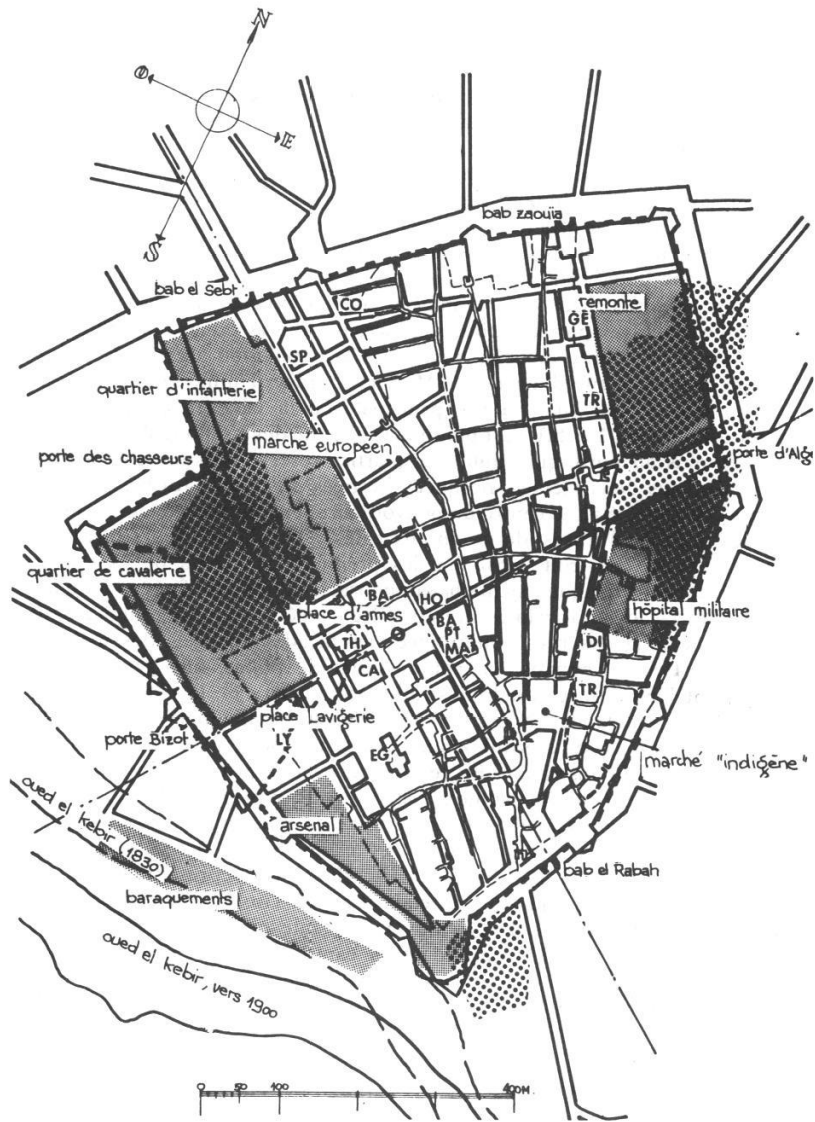 N
O
E
S
bab zaouïa
bab el Sebt
CO
remonte
GE
SP
quartier d'infanterie
TR
marché européen
porte des chasseurs
porte d'Alge
quartier de cavalerie
BA
HO
hôpital militaire
place d'armes
BA
PT
TH
MA
DI
CA
TR
place Lavigerie
porte Bizot
LY
EG
marché "indigène"
oued el kebir (1830)
arsenal
bab el Rabah
baraquements
oued el kebir, vers 1900
0 50 100 400M